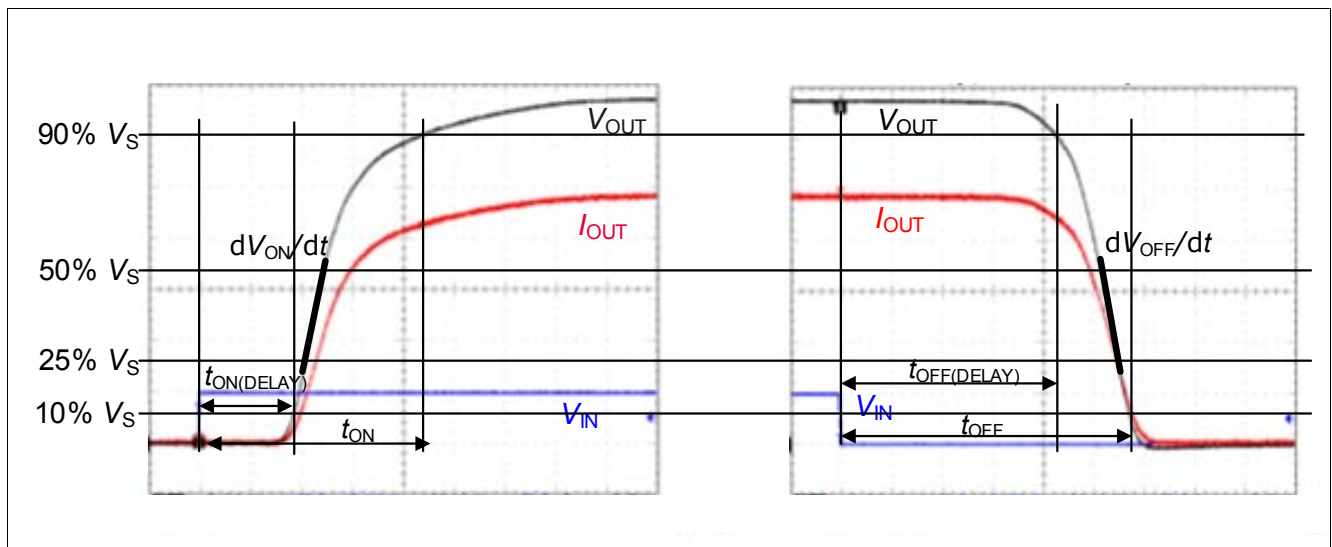 90% VS
VOUT
VOUT
IOUT
IOUT
dVON/dt
dVOFF/dt
50% VS
25% VS
tON(DELAY)
tOFF(DELAY)
10% VS
VIN
VIN
tON
tOFF